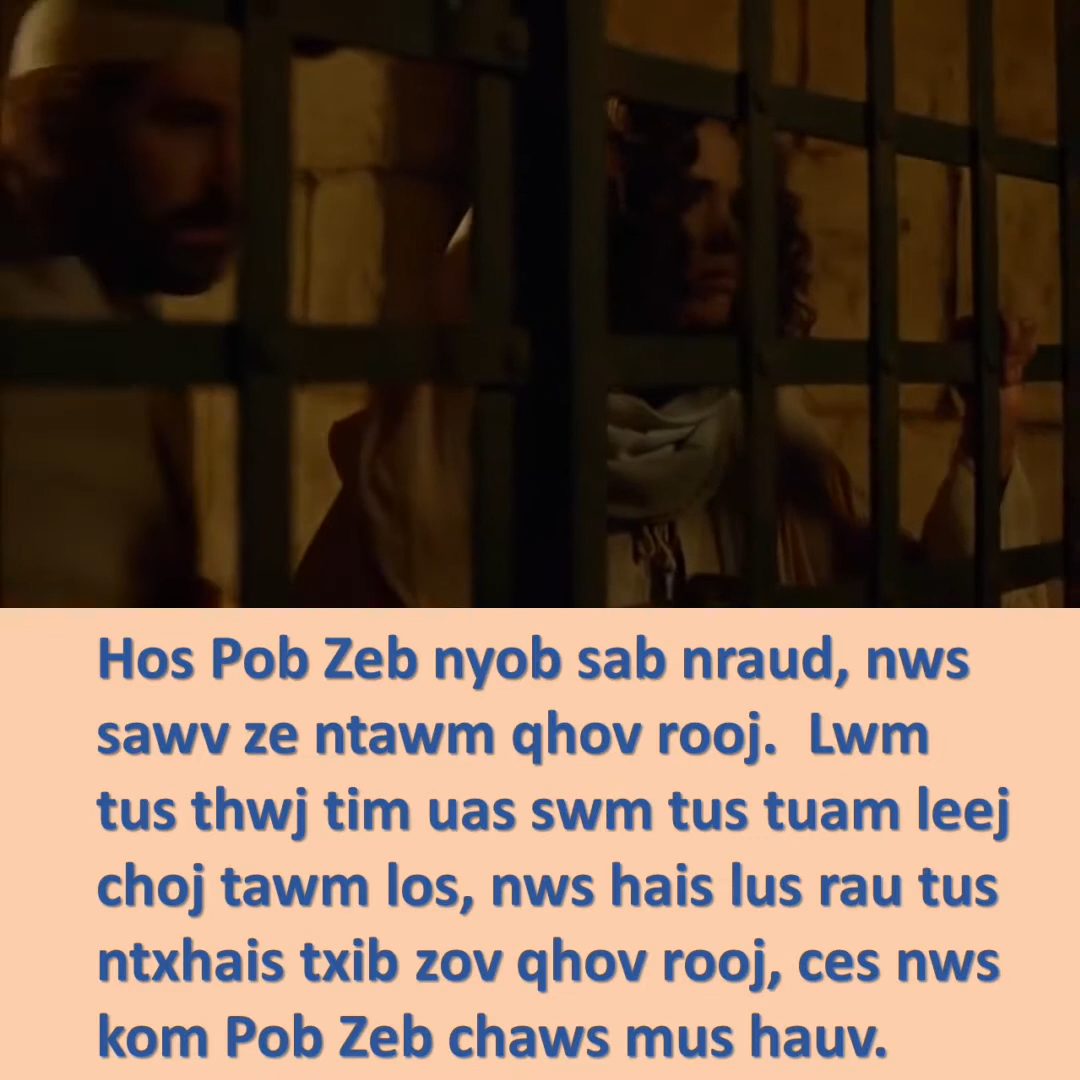 Hos Pob Zeb nyob sab nraud, nws
sawv ze ntawm qhov rooj.  Lwm
tus thwj tim uas swm tus tuam leej
choj tawm los, nws hais lus rau tus
ntxhais txib zov qhov rooj, ces nws
kom Pob Zeb chaws mus hauv.